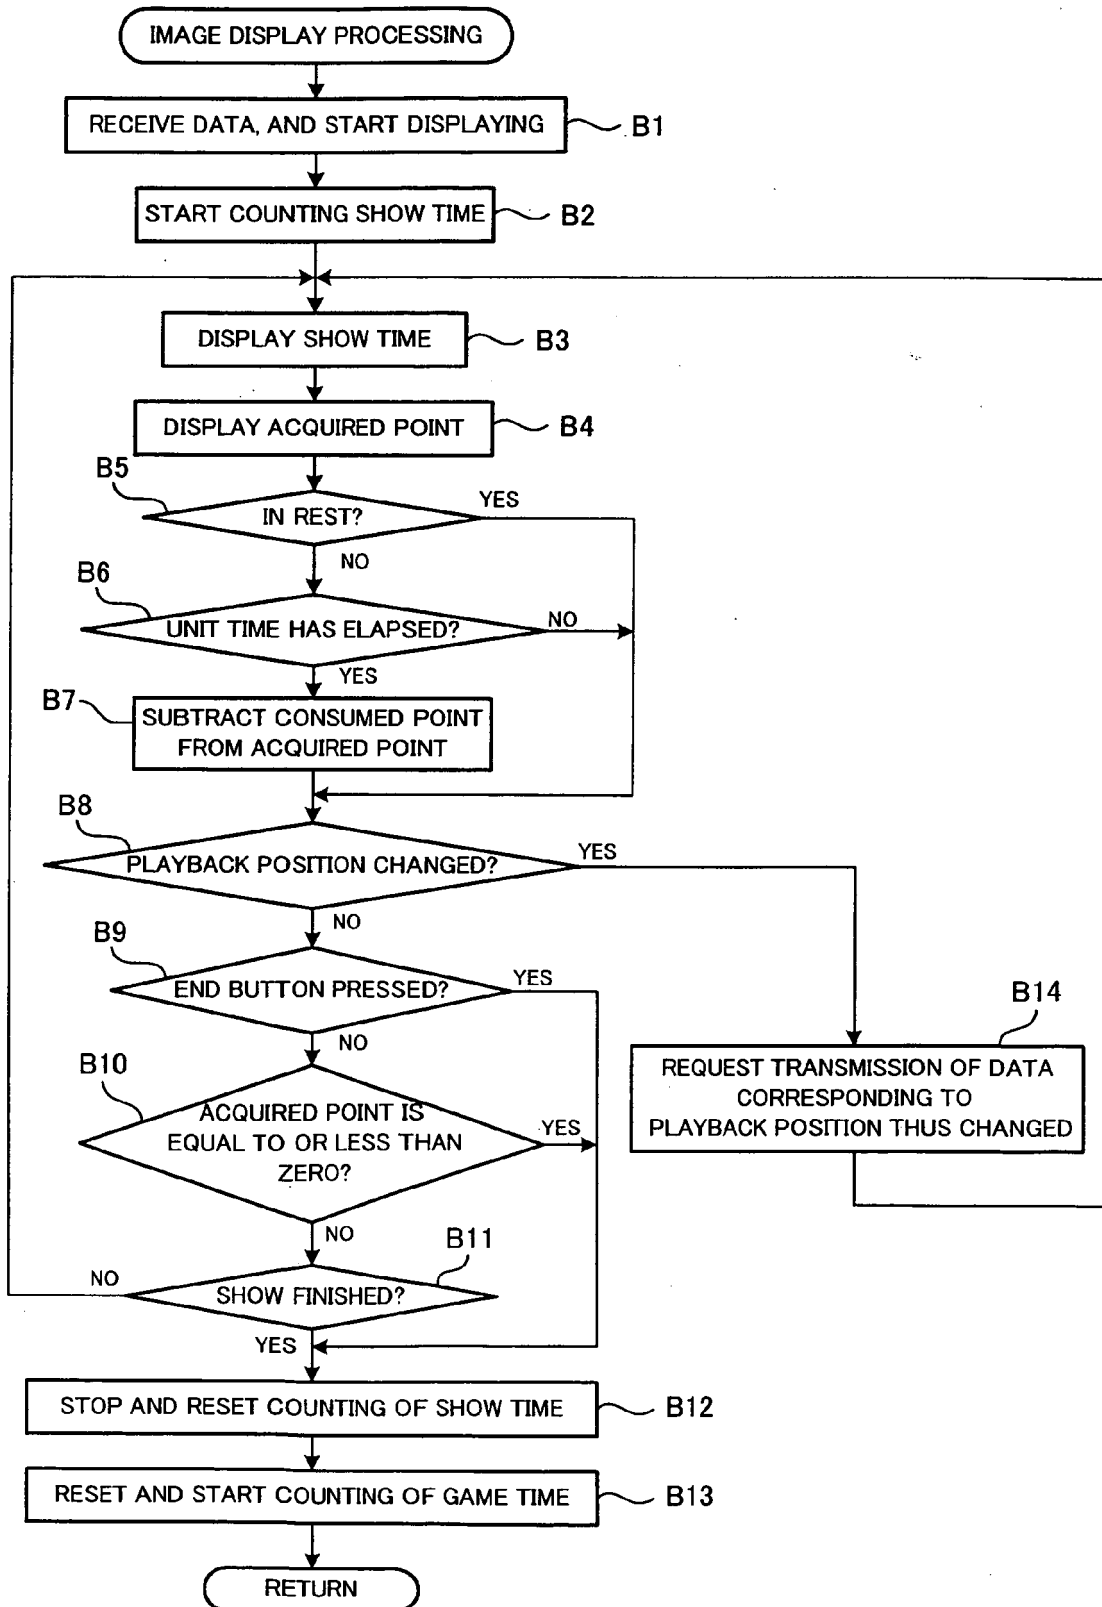 IMAGE DISPLAY PROCESSING
RECEIVE DATA, AND START DISPLAYING
B1
START COUNTING SHOW TIME
B2
DISPLAY SHOW TIME
B3
DISPLAY ACQUIRED POINT
B4
B5
IN REST?
YES
NO
B6
UNIT TIME HAS ELAPSED?
NO
YES
B7
SUBTRACT CONSUMED POINT
FROM ACQUIRED POINT
B8
PLAYBACK POSITION CHANGED?
YES
NO
B9
END BUTTON PRESSED?
YES
NO
B14
REQUEST TRANSMISSION OF DATA
CORRESPONDING TO
PLAYBACK POSITION THUS CHANGED
B10
ACQUIRED POINT IS
EQUAL TO OR LESS THAN
ZERO?
YES
NO
B11
SHOW FINISHED?
NO
YES
STOP AND RESET COUNTING OF SHOW TIME
B12
RESET AND START COUNTING OF GAME TIME
B13
RETURN